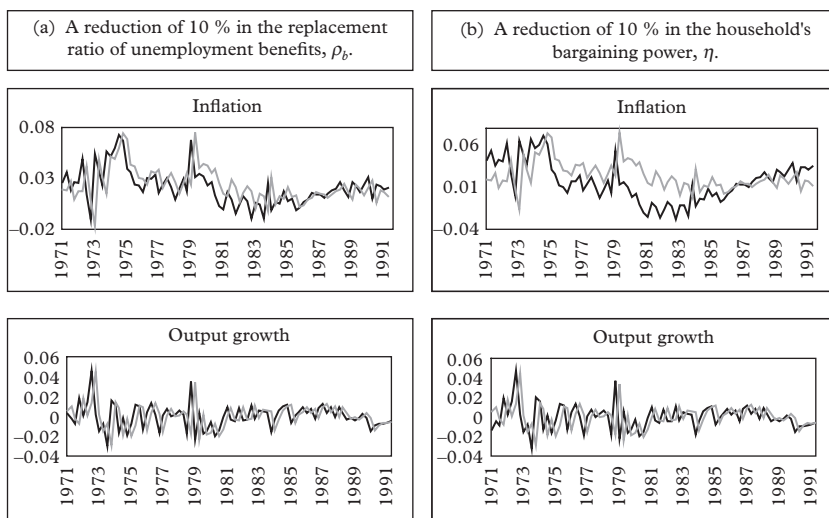 (a) A reduction of 10 % in the replacement
ratio of unemployment benefits, ρb.
(b) A reduction of 10 % in the household's
bargaining power, η.
Inflation
0.08
0.03
−0.02
1971 1973 1975 1977 1979 1981 1983 1985 1987 1989 1991
Inflation
0.06
0.01
−0.04
1971 1973 1975 1977 1979 1981 1983 1985 1987 1989 1991
Output growth
0.06
0.04
0.02
0
−0.02
−0.04
1971 1973 1975 1977 1979 1981 1983 1985 1987 1989 1991
Output growth
0.06
0.04
0.02
0
−0.02
−0.04
1971 1973 1975 1977 1979 1981 1983 1985 1987 1989 1991